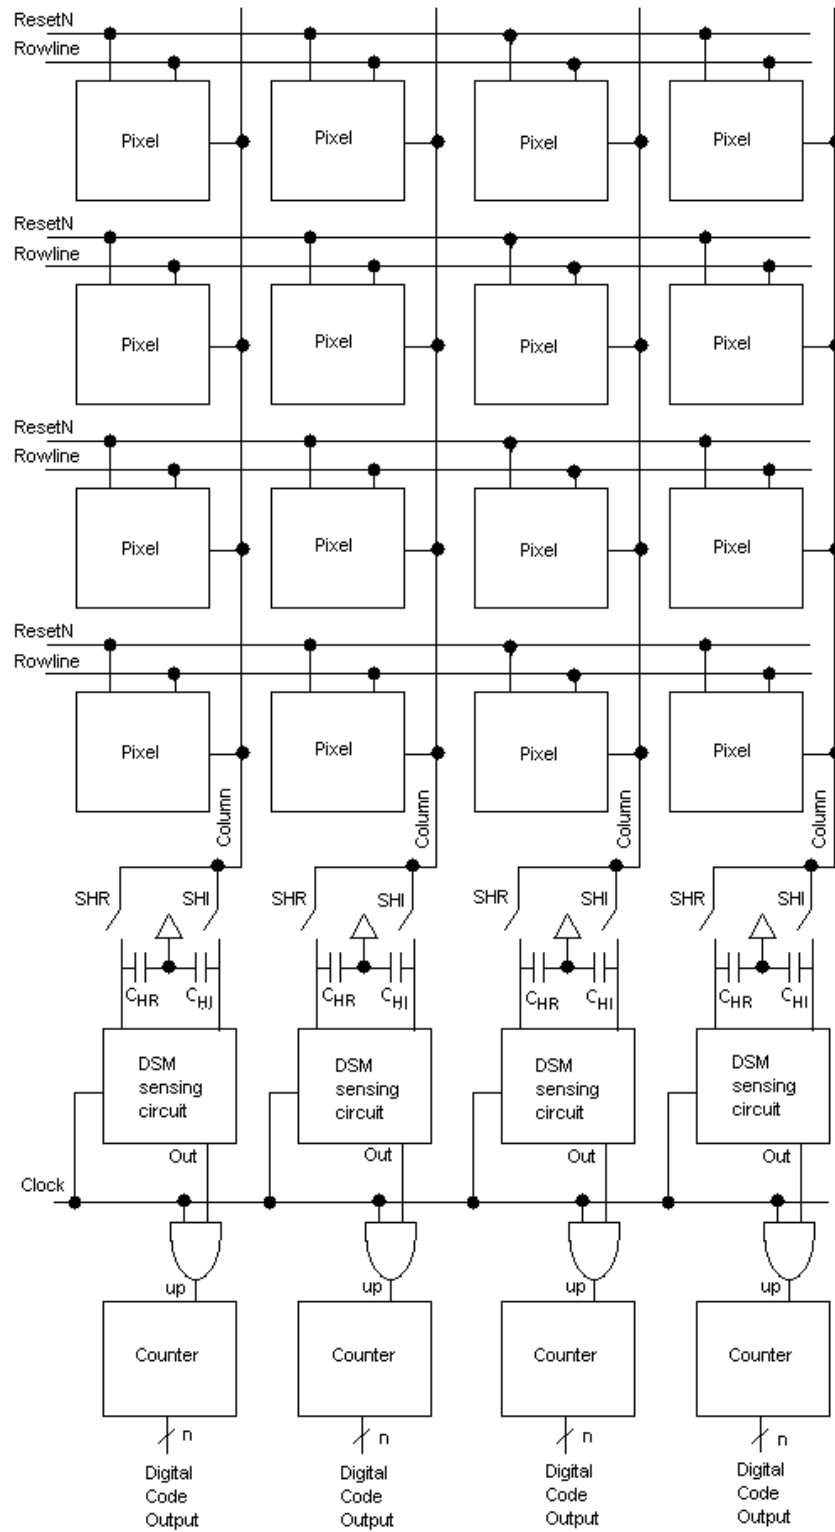 ResetN
Rowline
Pixel Pixel Pixel Pixel
ResetN
Rowline
Pixel Pixel Pixel Pixel
ResetN
Rowline
Pixel Pixel Pixel Pixel
ResetN
Rowline
Pixel Pixel Pixel Pixel
Column Column Column Column
SHR SHI SHR SHI SHR SHI SHR SHI
CHR CHI CHR CHI CHR CHI CHR CHI
DSM DSM DSM DSM
sensing sensing sensing sensing
circuit circuit circuit circuit
Out Out Out Out
Clock
up up up up
Counter Counter Counter Counter
n n n n
Digital Digital Digital Digital
Code Code Code Code
Output Output Output Output